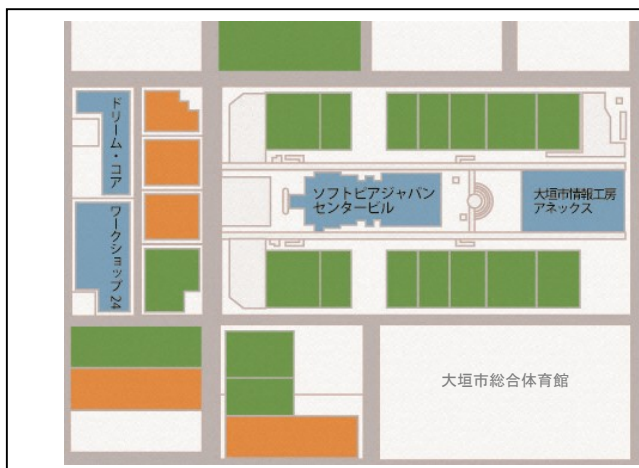 ドリーム・コア
ワークショップ 24
ソフトピアジャパン
センタービル
大垣市情報工房
アネックス
大垣市総合体育館